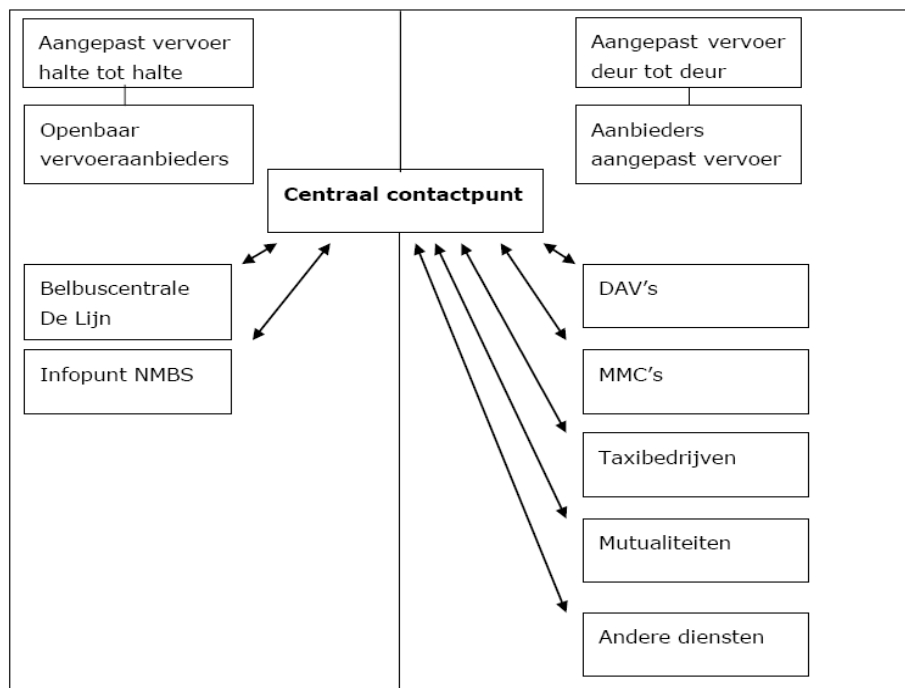 Aangepast vervoer
halte tot halte
Openbaar
vervoeraanbieders
Aangepast vervoer
deur tot deur
Aanbieders
aangepast vervoer
Centraal contactpunt
Belbuscentrale
De Lijn
Infopunt NMBS
DAV's
MMC's
Taxibedrijven
Mutualiteiten
Andere diensten